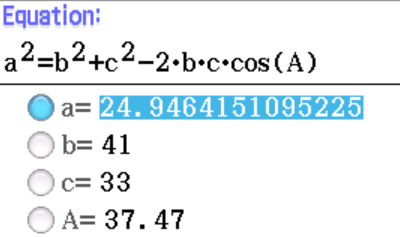 Equation:
a²=b²+c²−2·b·c·cos(A)
a= 24.9464151095225
b= 41
c= 33
A= 37.47